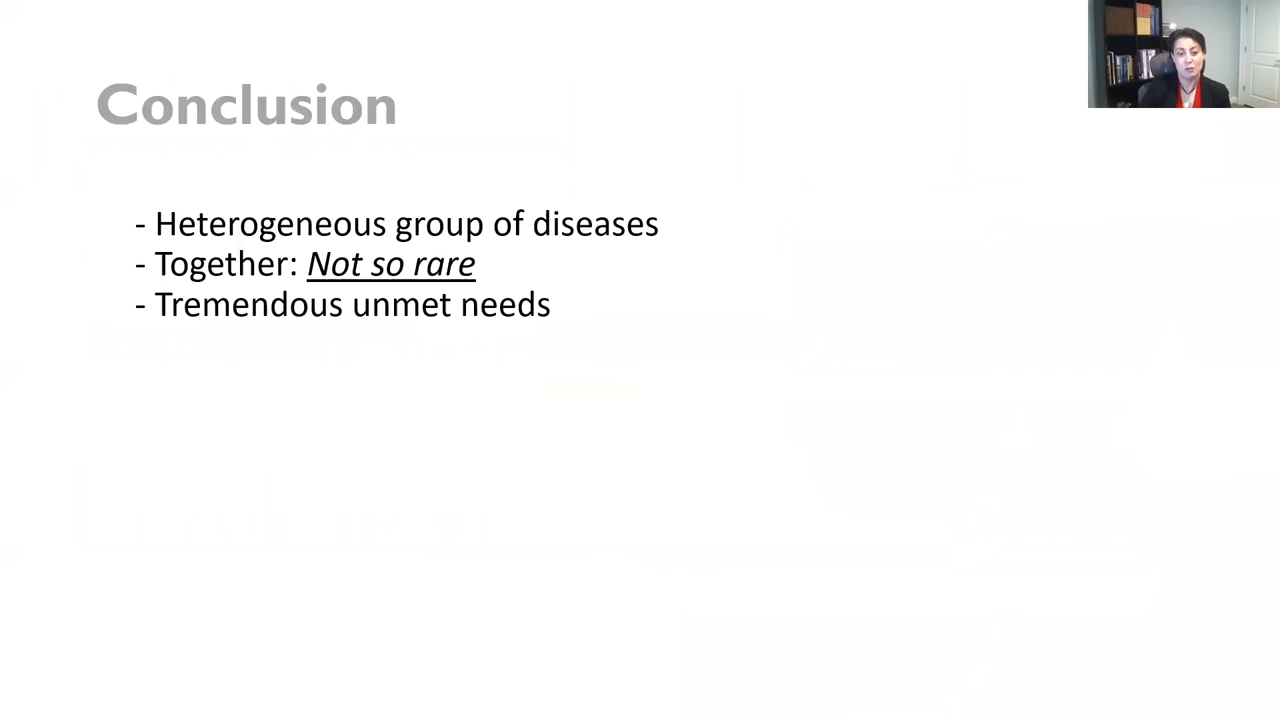 Conclusion
- Heterogeneous group of diseases
- Together: Not so rare
- Tremendous unmet needs